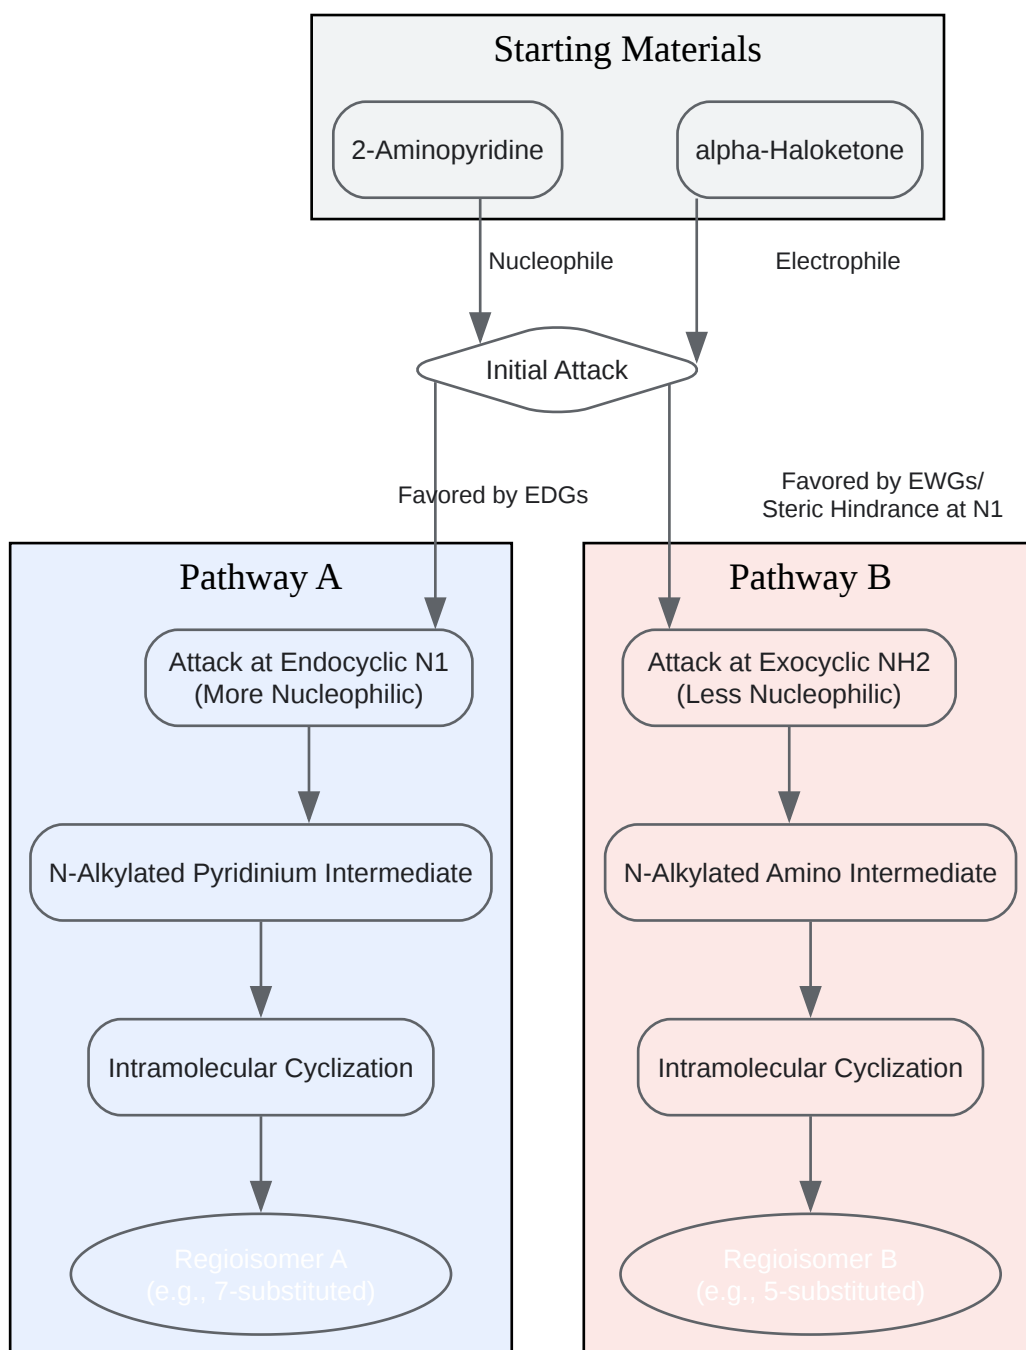 Starting Materials
2-Aminopyridine
alpha-Haloketone
Nucleophile
Electrophile
Initial Attack
Favored by EDGs
Favored by EWGs/
Steric Hindrance at N1
Pathway A
Attack at Endocyclic N1
(More Nucleophilic)
N-Alkylated Pyridinium Intermediate
Intramolecular Cyclization
Regioisomer A
(e.g., 7-substituted)
Pathway B
Attack at Exocyclic NH2
(Less Nucleophilic)
N-Alkylated Amino Intermediate
Intramolecular Cyclization
Regioisomer B
(e.g., 5-substituted)